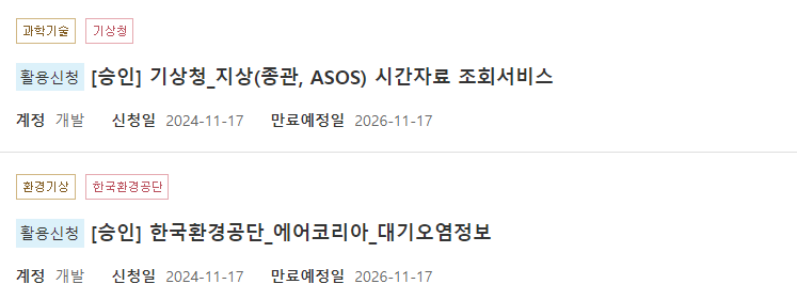 과학기술 기상청
활용신청 [승인] 기상청_지상(종관, ASOS) 시간자료 조회서비스
계정 개발 신청일 2024-11-17 만료예정일 2026-11-17
환경기상 한국환경공단
활용신청 [승인] 한국환경공단_에어코리아_대기오염정보
계정 개발 신청일 2024-11-17 만료예정일 2026-11-17